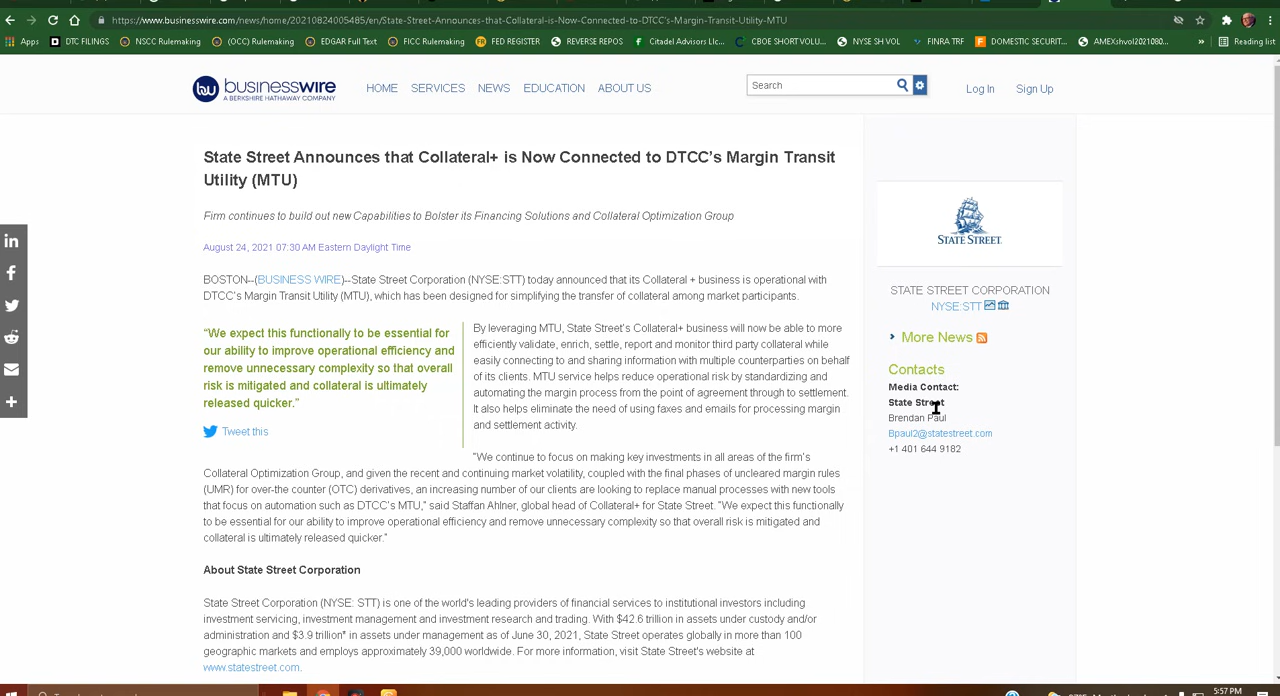 https://www.businesswire.com/news/home/20210824005485/en/State-Street-Announces-that-Collateral-is-Now-Connected-to-DTCC's-Margin-Transit-Utility-MTU
Apps DTC FILINGS NSCC Rulemaking (OCC) Rulemaking EDGAR Full Text FICC Rulemaking FED REGISTER REVERSE REPOS Citadel Advisors Llc... CBOE SHORT VOLU... NYSE SH VOL FINRA TRF DOMESTIC SECURIT... AMEXshvol2021080... » Reading list
bw businesswire
A BERKSHIRE HATHAWAY COMPANY
HOME SERVICES NEWS EDUCATION ABOUT US
Search
Log In Sign Up
State Street Announces that Collateral+ is Now Connected to DTCC's Margin Transit
Utility (MTU)
Firm continues to build out new Capabilities to Bolster its Financing Solutions and Collateral Optimization Group
August 24, 2021 07:30 AM Eastern Daylight Time
BOSTON--(BUSINESS WIRE)--State Street Corporation (NYSE:STT) today announced that its Collateral + business is operational with
DTCC's Margin Transit Utility (MTU), which has been designed for simplifying the transfer of collateral among market participants.
"We expect this functionally to be essential for
our ability to improve operational efficiency and
remove unnecessary complexity so that overall
risk is mitigated and collateral is ultimately
released quicker."
Tweet this
By leveraging MTU, State Street's Collateral+ business will now be able to more
efficiently validate, enrich, settle, report and monitor third party collateral while
easily connecting to and sharing information with multiple counterparties on behalf
of its clients. MTU service helps reduce operational risk by standardizing and
automating the margin process from the point of agreement through to settlement.
It also helps eliminate the need of using faxes and emails for processing margin
and settlement activity.
"We continue to focus on making key investments in all areas of the firm's
Collateral Optimization Group, and given the recent and continuing market volatility, coupled with the final phases of uncleared margin rules
(UMR) for over-the counter (OTC) derivatives, an increasing number of our clients are looking to replace manual processes with new tools
that focus on automation such as DTCC's MTU," said Staffan Ahlner, global head of Collateral+ for State Street. "We expect this functionally
to be essential for our ability to improve operational efficiency and remove unnecessary complexity so that overall risk is mitigated and
collateral is ultimately released quicker."
About State Street Corporation
State Street Corporation (NYSE: STT) is one of the world's leading providers of financial services to institutional investors including
investment servicing, investment management and investment research and trading. With $42.6 trillion in assets under custody and/or
administration and $3.9 trillion* in assets under management as of June 30, 2021, State Street operates globally in more than 100
geographic markets and employs approximately 39,000 worldwide. For more information, visit State Street's website at
www.statestreet.com.
STATE STREET.
STATE STREET CORPORATION
NYSE:STT
More News
Contacts
Media Contact:
State Street
Brendan Paul
Bpaul2@statestreet.com
+1 401 644 9182
5:57 PM